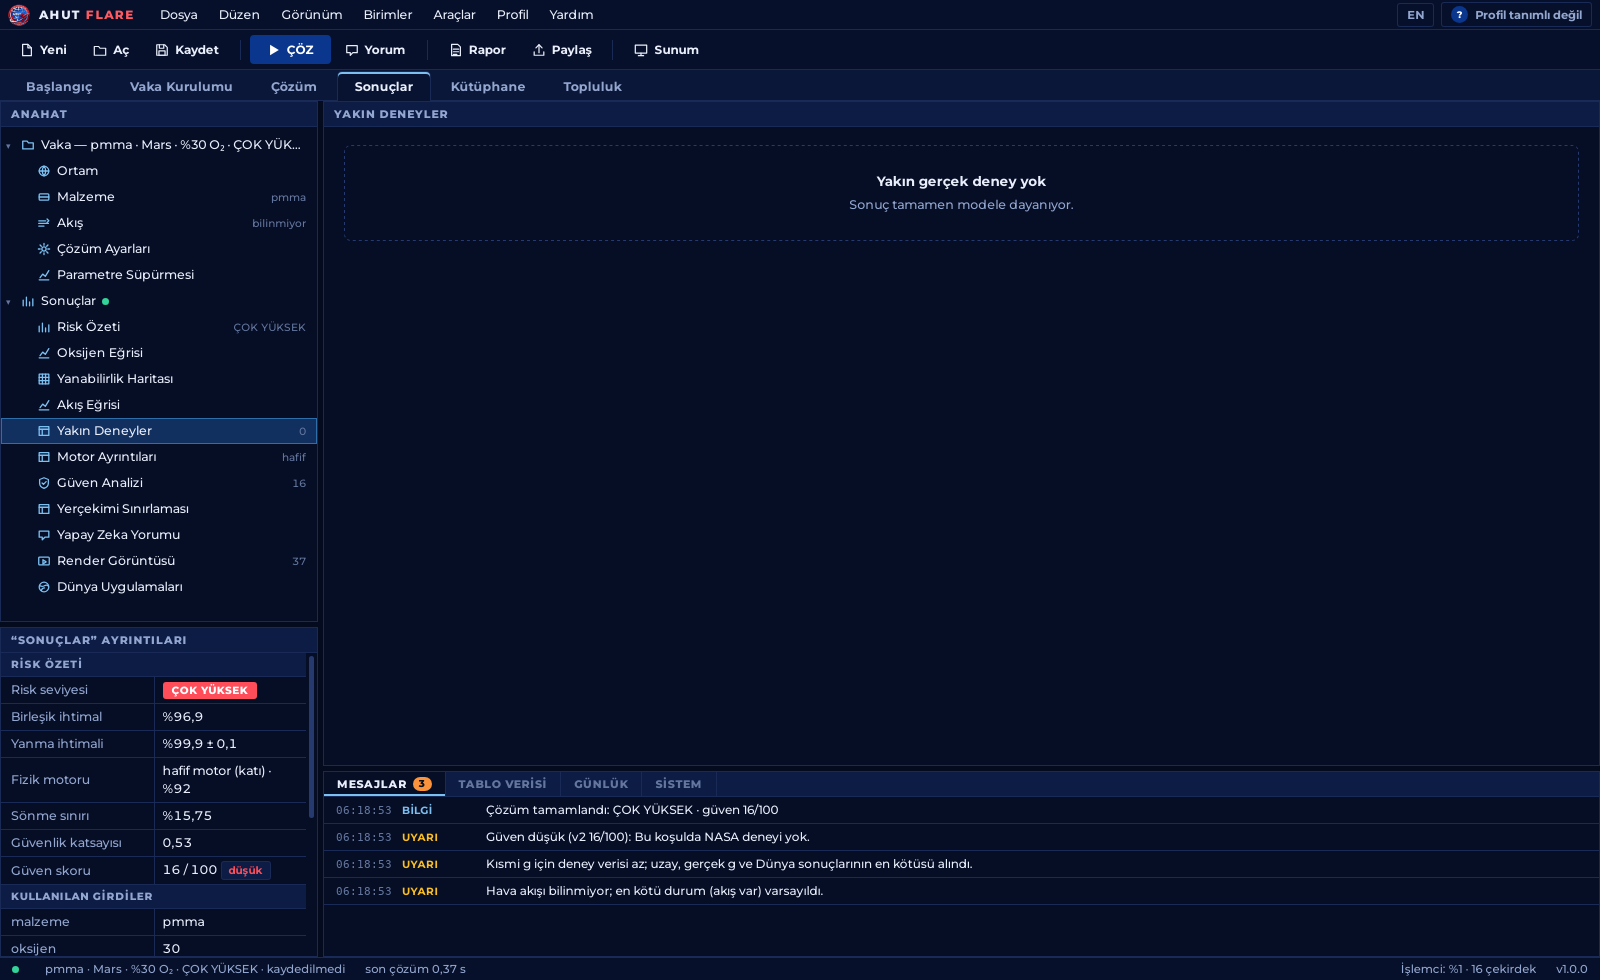 AHUT FLARE Dosya Düzen Görünüm Birimler Araçlar Profil Yardım EN ? Profil tanımlı değil
Yeni Aç Kaydet ÇÖZ Yorum Rapor Paylaş Sunum
Başlangıç Vaka Kurulumu Çözüm Sonuçlar Kütüphane Topluluk
ANAHAT
Vaka — pmma · Mars · %30 O₂ · ÇOK YÜK...
Ortam
Malzeme pmma
Akış bilinmiyor
Çözüm Ayarları
Parametre Süpürmesi
Sonuçlar
Risk Özeti ÇOK YÜKSEK
Oksijen Eğrisi
Yanabilirlik Haritası
Akış Eğrisi
Yakın Deneyler 0
Motor Ayrıntıları hafif
Güven Analizi 16
Yerçekimi Sınırlaması
Yapay Zeka Yorumu
Render Görüntüsü 37
Dünya Uygulamaları
“SONUÇLAR” AYRINTILARI
RİSK ÖZETİ
Risk seviyesi ÇOK YÜKSEK
Birleşik ihtimal %96,9
Yanma ihtimali %99,9 ± 0,1
Fizik motoru hafif motor (katı) ·
%92
Sönme sınırı %15,75
Güvenlik katsayısı 0,53
Güven skoru 16 / 100 düşük
KULLANILAN GİRDİLER
malzeme pmma
oksijen 30
YAKIN DENEYLER
Yakın gerçek deney yok
Sonuç tamamen modele dayanıyor.
MESAJLAR 3 TABLO VERİSİ GÜNLÜK SİSTEM
06:18:53 BİLGİ Çözüm tamamlandı: ÇOK YÜKSEK · güven 16/100
06:18:53 UYARI Güven düşük (v2 16/100): Bu koşulda NASA deneyi yok.
06:18:53 UYARI Kısmi g için deney verisi az; uzay, gerçek g ve Dünya sonuçlarının en kötüsü alındı.
06:18:53 UYARI Hava akışı bilinmiyor; en kötü durum (akış var) varsayıldı.
pmma · Mars · %30 O₂ · ÇOK YÜKSEK · kaydedilmedi son çözüm 0,37 s İşlemci: %1 · 16 çekirdek v1.0.0